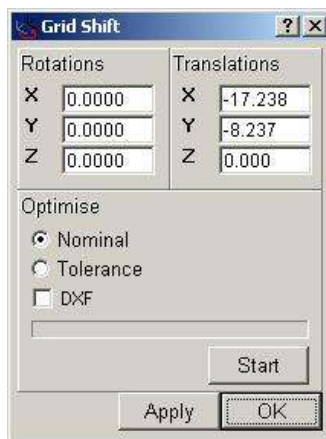 Grid Shift
Rotations Translations
X 0.0000 X -17.238
Y 0.0000 Y -8.237
Z 0.0000 Z 0.000
Optimise
Nominal
Tolerance
DXF
Start
Apply OK